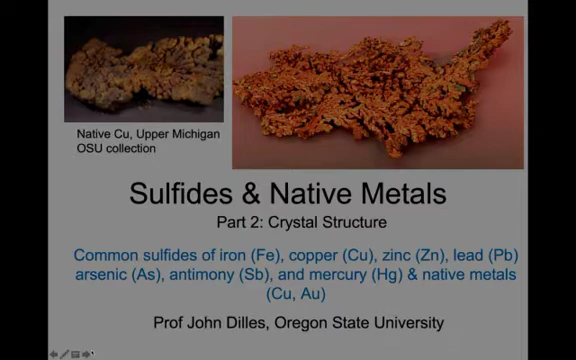 Native Cu, Upper Michigan
OSU collection
Sulfides & Native Metals
Part 2: Crystal Structure
Common sulfides of iron (Fe), copper (Cu), zinc (Zn), lead (Pb)
arsenic (As), antimony (Sb), and mercury (Hg) & native metals
(Cu, Au)
Prof John Dilles, Oregon State University